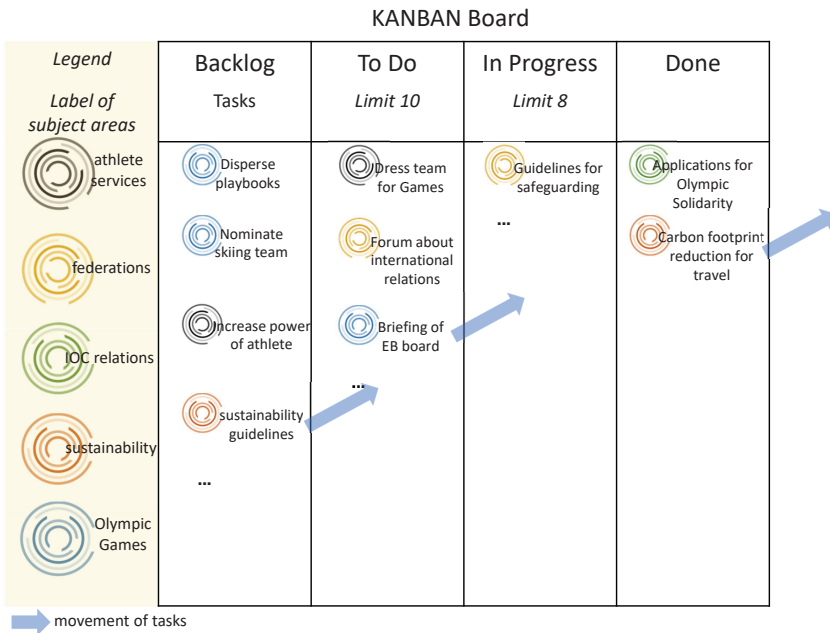 KANBAN Board
Legend
Label of
subject areas
athlete
services
federations
IOC relations
sustainability
Olympic
Games
Backlog
Tasks
Disperse
playbooks
Nominate
skiing team
Increase power
of athlete
sustainability
guidelines
...
To Do
Limit 10
Dress team
for Games
Forum about
international
relations
Briefing of
EB board
...
In Progress
Limit 8
Guidelines for
safeguarding
...
Done
Applications for
Olympic
Solidarity
Carbon footprint
reduction for
travel
movement of tasks